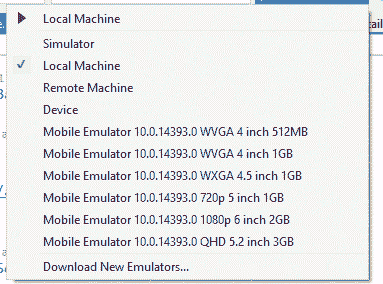 Local Machine
Simulator
Local Machine
Remote Machine
Device
Mobile Emulator 10.0.14393.0 WVGA 4 inch 512MB
Mobile Emulator 10.0.14393.0 WVGA 4 inch 1GB
Mobile Emulator 10.0.14393.0 WXGA 4.5 inch 1GB
Mobile Emulator 10.0.14393.0 720p 5 inch 1GB
Mobile Emulator 10.0.14393.0 1080p 6 inch 2GB
Mobile Emulator 10.0.14393.0 QHD 5.2 inch 3GB
Download New Emulators...